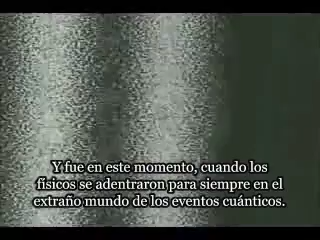 Y fue en este momento, cuando los
físicos se adentraron para siempre en el
extraño mundo de los eventos cuánticos.